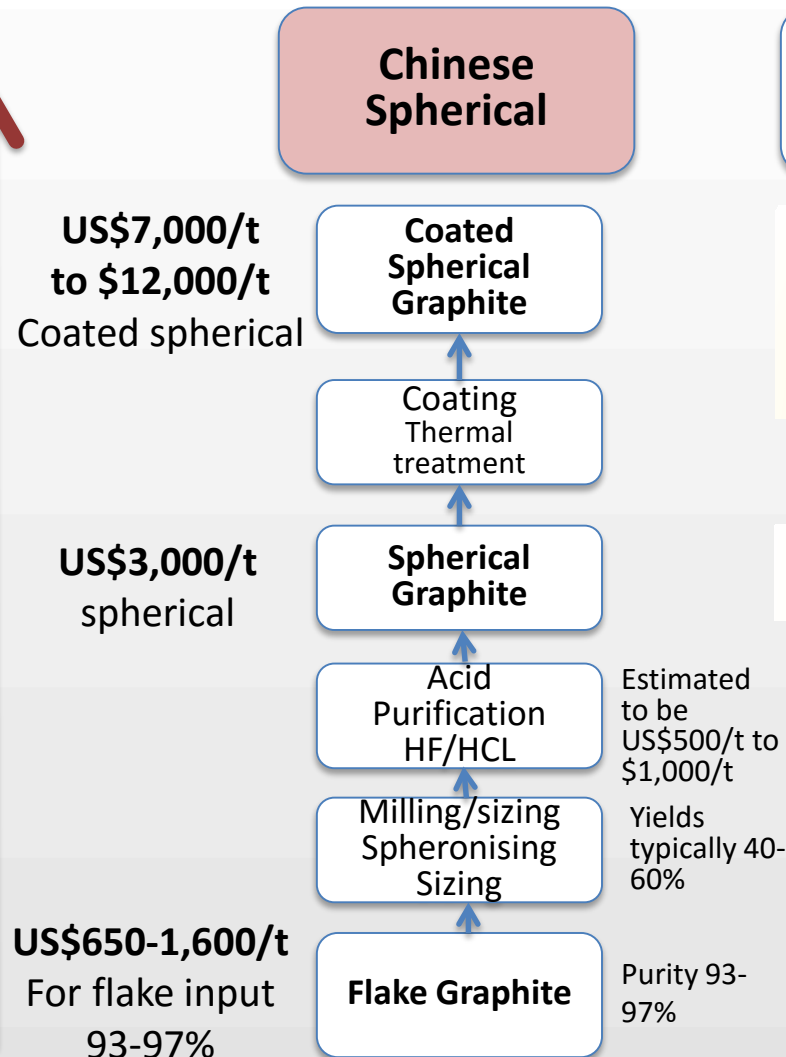 Chinese
Spherical
US$7,000/t
to $12,000/t
Coated spherical
Coated
Spherical
Graphite
Coating
Thermal
treatment
US$3,000/t
spherical
Spherical
Graphite
Acid
Purification
HF/HCL
Estimated
to be
US$500/t to
$1,000/t
Milling/sizing
Spheronising
Sizing
Yields
typically 40-
60%
US$650-1,600/t
For flake input
93-97%
Flake Graphite
Purity 93-
97%